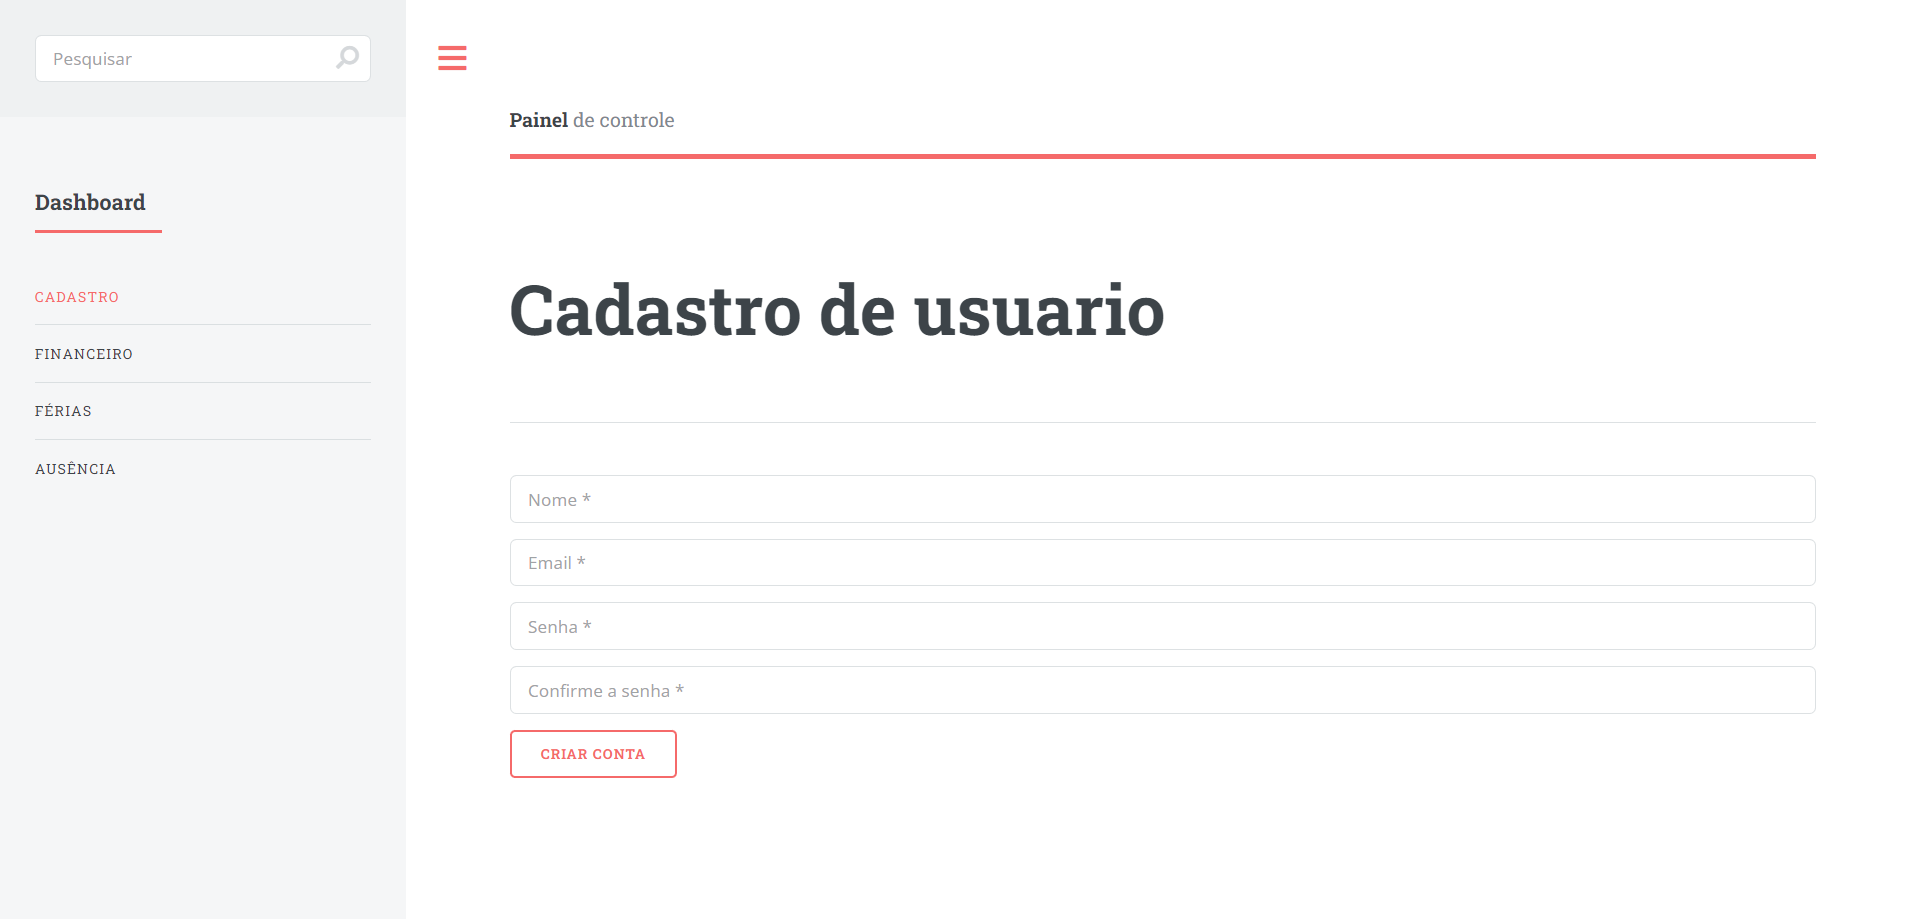 Pesquisar
Dashboard
CADASTRO
FINANCEIRO
FÉRIAS
AUSÊNCIA
Painel de controle
Cadastro de usuario
Nome *
Email *
Senha *
Confirme a senha *
CRIAR CONTA